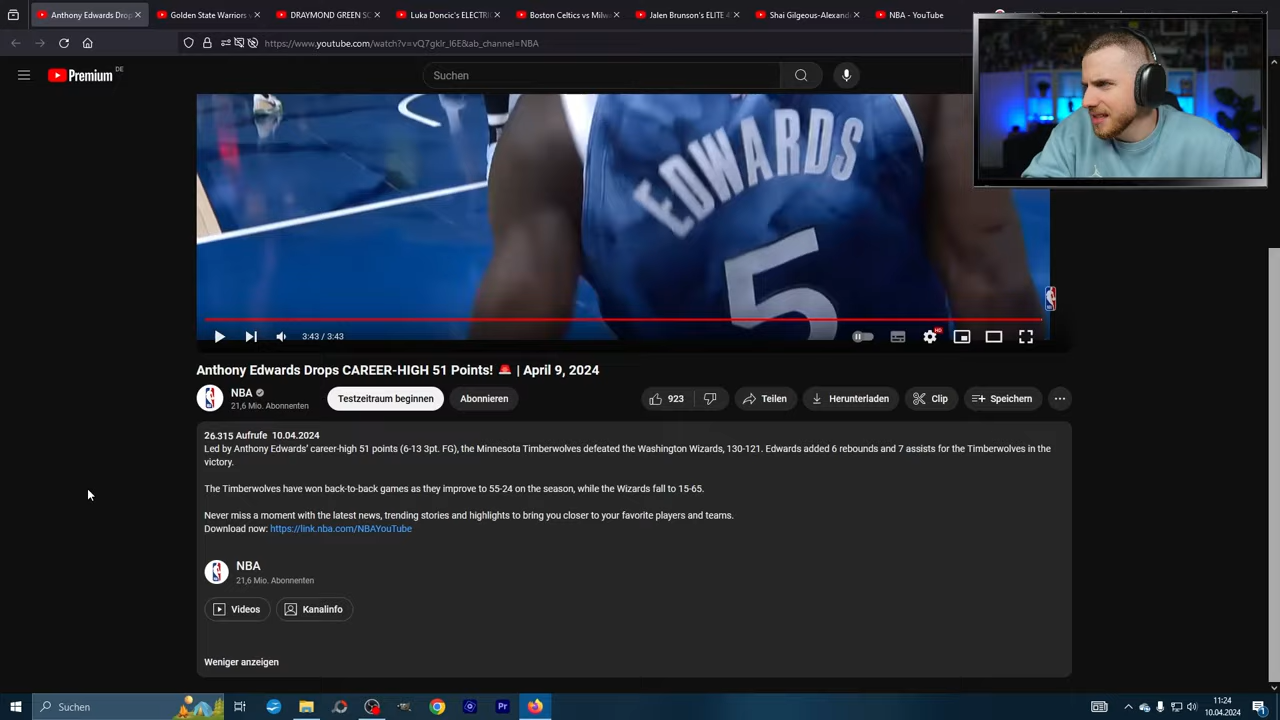 Anthony Edwards Drop
Golden State Warriors v
DRAYMOND GREEM
Luka Doncic's ELECTRI
Boston Celtics vs Milw
Jalen Brunson's ELITE 4
Shai Gilgeous-Alexan
NBA - YouTube
https://www.youtube.com/watch?v=vQ7gklr_l6E&ab_channel=NBA
Premium DE
Suchen
EDWARDS
5
3:43 / 3:43
HD
Anthony Edwards Drops CAREER-HIGH 51 Points! 🚨 | April 9, 2024
NBA
21,6 Mio. Abonnenten
Testzeitraum beginnen
Abonnieren
923
Teilen
Herunterladen
Clip
Speichern
26.315 Aufrufe 10.04.2024
Led by Anthony Edwards' career-high 51 points (6-13 3pt. FG), the Minnesota Timberwolves defeated the Washington Wizards, 130-121. Edwards added 6 rebounds and 7 assists for the Timberwolves in the
victory.
The Timberwolves have won back-to-back games as they improve to 55-24 on the season, while the Wizards fall to 15-65.
Never miss a moment with the latest news, trending stories and highlights to bring you closer to your favorite players and teams.
Download now: https://link.nba.com/NBAYouTube
NBA
21,6 Mio. Abonnenten
Videos
Kanalinfo
Weniger anzeigen
Suchen
Pr
11:24
10.04.2024
1